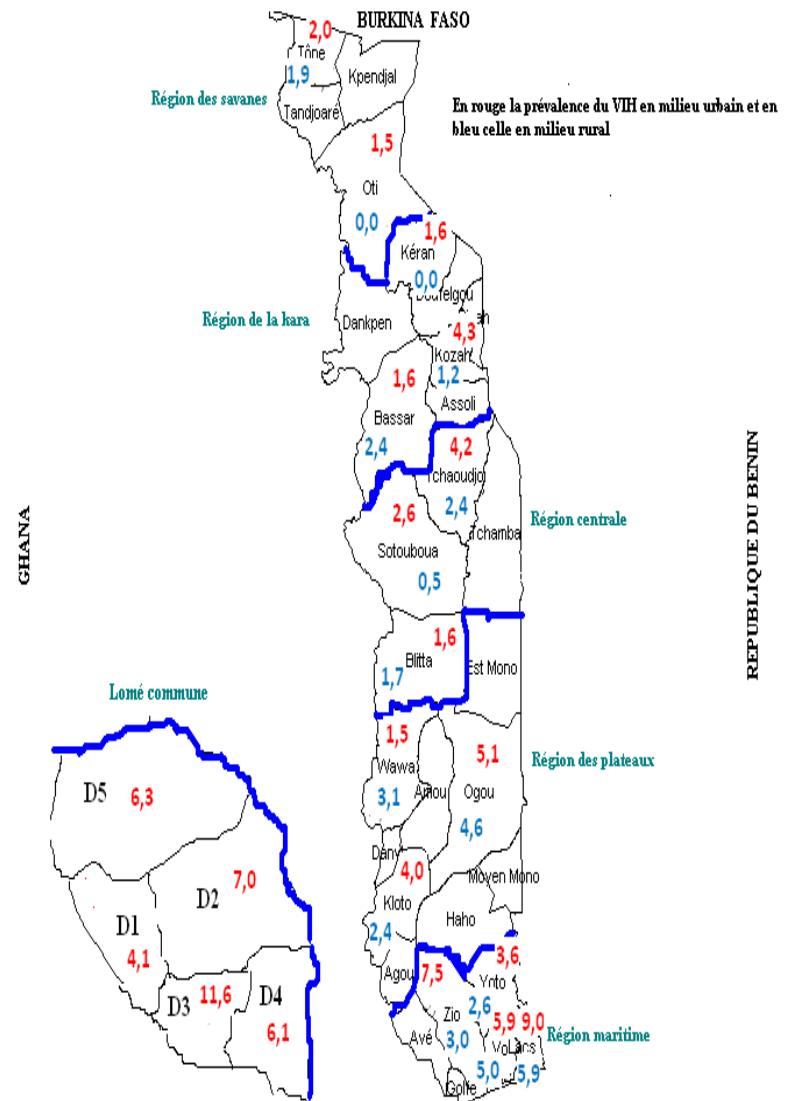 BURKINA FASO
2,0
Tône
1,9
Kpendjal
Région des savanes
Tandjoaré
En rouge la prévalence du VIH en milieu urbain et en
bleu celle en milieu rural
1,5
Oti
0,0
1,6
Kéran
0,0
Région de la kara
Dankpen
4,3
Kozah
1,2
1,6
Assoli
Bassar
2,4
4,2
Tchaoudjo
2,4
GHANA
REPUBLIQUE DU BENIN
2,6
Région centrale
Tchamba
Sotouboua
0,5
1,6
Blitta
1,7
Est Mono
Lomé commune
1,5
5,1
Région des plateaux
Wawa
3,1
Amou
Ogou
4,6
D5
6,3
Dany
4,0
Moyen Mono
7,0
D2
Kloto
2,4
Haho
D1
4,1
3,6
Agou
7,5
Yoto
D3
11,6
D4
6,1
2,6
Zio
5,9
9,0
Région maritime
Avé
3,0
Vo
Lacs
5,0
5,9
Golfe